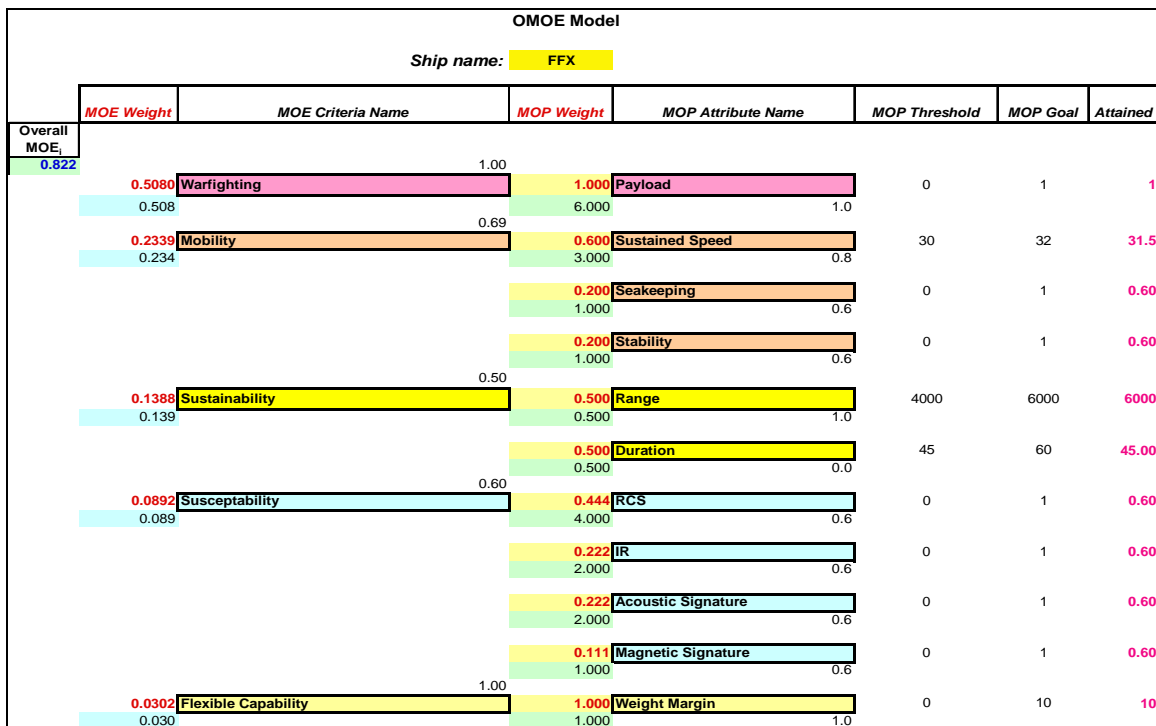 OMOE Model
Ship name: FFX
MOE Weight MOE Criteria Name MOP Weight MOP Attribute Name MOP Threshold MOP Goal Attained
Overall
MOEi
0.822 1.00
0.5080 Warfighting 1.000 Payload 0 1 1
0.508 6.000 1.0
0.69
0.2339 Mobility 0.600 Sustained Speed 30 32 31.5
0.234 3.000 0.8
0.200 Seakeeping 0 1 0.60
1.000 0.6
0.200 Stability 0 1 0.60
1.000 0.6
0.50
0.1388 Sustainability 0.500 Range 4000 6000 6000
0.139 0.500 1.0
0.500 Duration 45 60 45.00
0.500 0.0
0.60
0.0892 Susceptability 0.444 RCS 0 1 0.60
0.089 4.000 0.6
0.222 IR 0 1 0.60
2.000 0.6
0.222 Acoustic Signature 0 1 0.60
2.000 0.6
0.111 Magnetic Signature 0 1 0.60
1.000 0.6
1.00
0.0302 Flexible Capability 1.000 Weight Margin 0 10 10
0.030 1.000 1.0